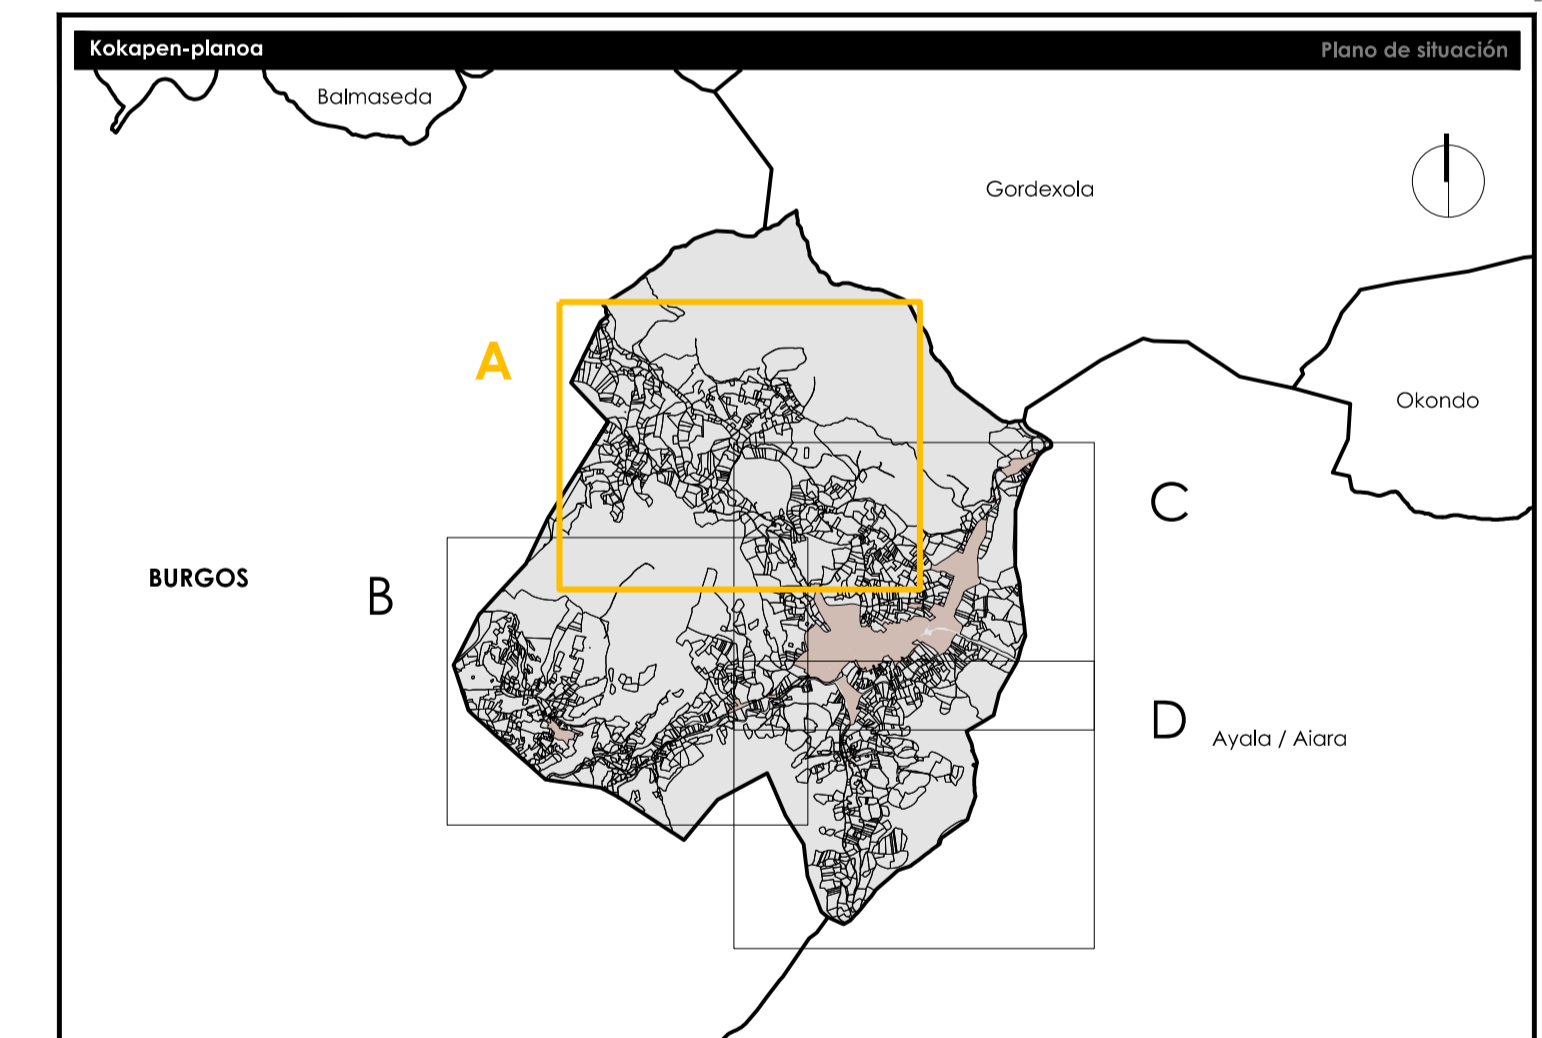 Kokapen-planoa
Plano de situación
Balmaseda
Gordexola
A
Okondo
C
BURGOS
B
D
Ayala / Aiara